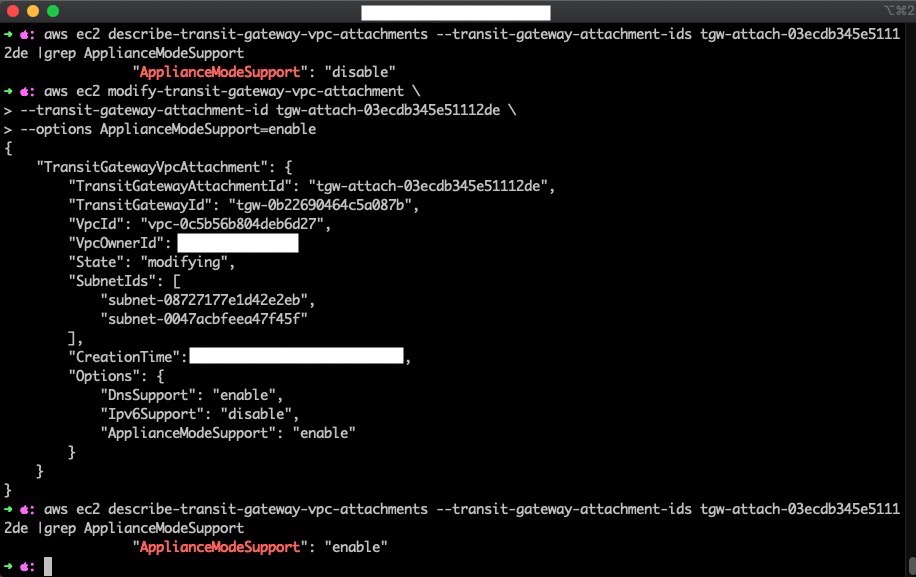 ⌥⌘2
➜ : aws ec2 describe-transit-gateway-vpc-attachments --transit-gateway-attachment-ids tgw-attach-03ecdb345e5111
2de |grep ApplianceModeSupport
"ApplianceModeSupport": "disable"
➜ : aws ec2 modify-transit-gateway-vpc-attachment \
> --transit-gateway-attachment-id tgw-attach-03ecdb345e51112de \
> --options ApplianceModeSupport=enable
{
"TransitGatewayVpcAttachment": {
"TransitGatewayAttachmentId": "tgw-attach-03ecdb345e51112de",
"TransitGatewayId": "tgw-0b22690464c5a087b",
"VpcId": "vpc-0c5b56b804deb6d27",
"VpcOwnerId":
"State": "modifying",
"SubnetIds": [
"subnet-08727177e1d42e2eb",
"subnet-0047acbfeea47f45f"
],
"CreationTime": ,
"Options": {
"DnsSupport": "enable",
"Ipv6Support": "disable",
"ApplianceModeSupport": "enable"
}
}
}
➜ : aws ec2 describe-transit-gateway-vpc-attachments --transit-gateway-attachment-ids tgw-attach-03ecdb345e5111
2de |grep ApplianceModeSupport
"ApplianceModeSupport": "enable"
➜ :